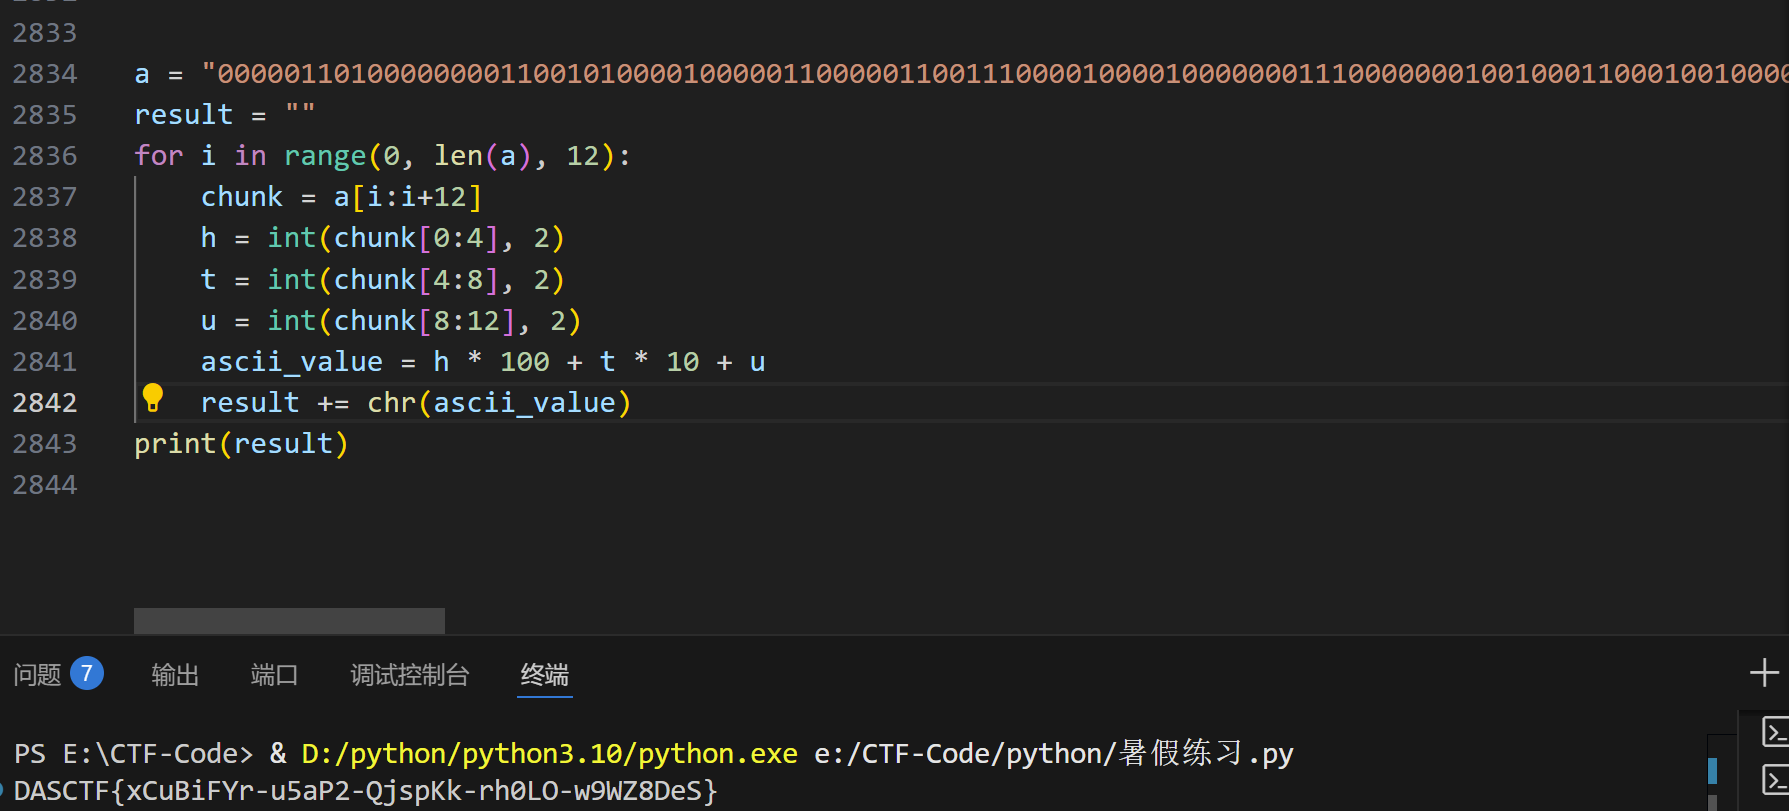 2833
2834 a = "00000110100000000011001010000100000110000011001110000100001000000011100000001001000110001001000
2835 result = ""
2836 for i in range(0, len(a), 12):
2837 chunk = a[i:i+12]
2838 h = int(chunk[0:4], 2)
2839 t = int(chunk[4:8], 2)
2840 u = int(chunk[8:12], 2)
2841 ascii_value = h * 100 + t * 10 + u
2842 result += chr(ascii_value)
2843 print(result)
2844
问题 7 输出 端口 调试控制台 终端
PS E:\CTF-Code> & D:/python/python3.10/python.exe e:/CTF-Code/python/暑假练习.py
DASCTF{xCuBiFYr-u5aP2-QjspKk-rh0LO-w9WZ8DeS}